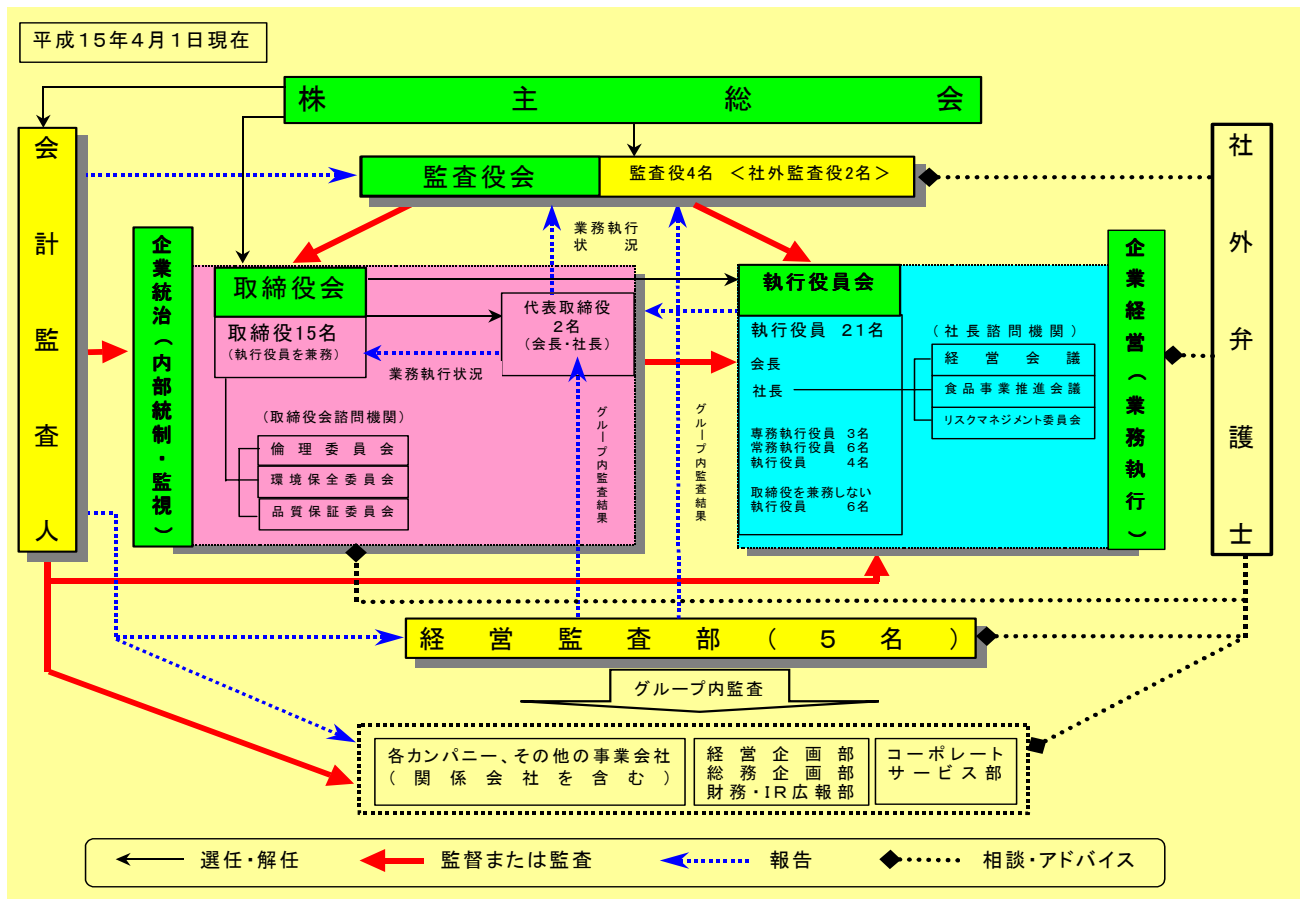 平成15年4月1日現在
株主総会
会計監査人
監査役会
監査役4名 <社外監査役2名>
社外弁護士
業務執行
状況
企業統治(内部統制・監視)
取締役会
取締役15名
(執行役員を兼務)
代表取締役
2名
(会長・社長)
業務執行状況
(取締役会諮問機関)
倫理委員会
環境保全委員会
品質保証委員会
グループ内監査結果
グループ内監査結果
執行役員会
執行役員 21名
会長
社長
専務執行役員 3名
常務執行役員 6名
執行役員 4名
取締役を兼務しない
執行役員 6名
(社長諮問機関)
経営会議
食品事業推進会議
リスクマネジメント委員会
企業経営(業務執行)
経営監査部(5名)
グループ内監査
各カンパニー、その他の事業会社
(関係会社を含む)
経営企画部
総務企画部
財務・IR広報部
コーポレート
サービス部
選任・解任
監督または監査
報告
相談・アドバイス